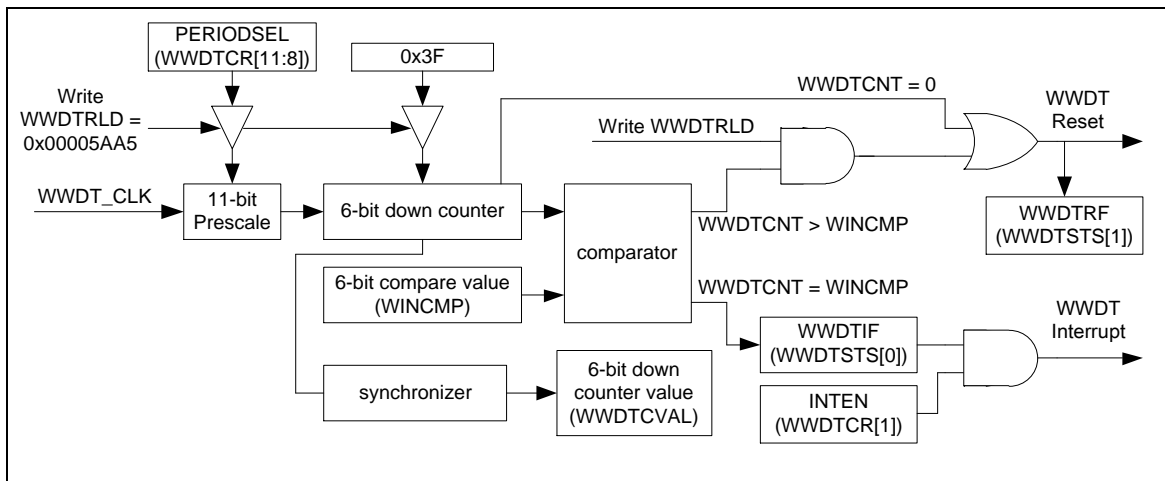 PERIODSEL
(WWDTCR[11:8])
0x3F
Write
WWDTRLD =
0x00005AA5
WWDTCNT = 0
WWDT
Reset
Write WWDTRLD
WWDT_CLK
11-bit
Prescale
6-bit down counter
comparator
WWDTCNT > WINCMP
WWDTRF
(WWDTSTS[1])
6-bit compare value
(WINCMP)
WWDTCNT = WINCMP
WWDTIF
(WWDTSTS[0])
WWDT
Interrupt
synchronizer
6-bit down
counter value
(WWDTCVAL)
INTEN
(WWDTCR[1])